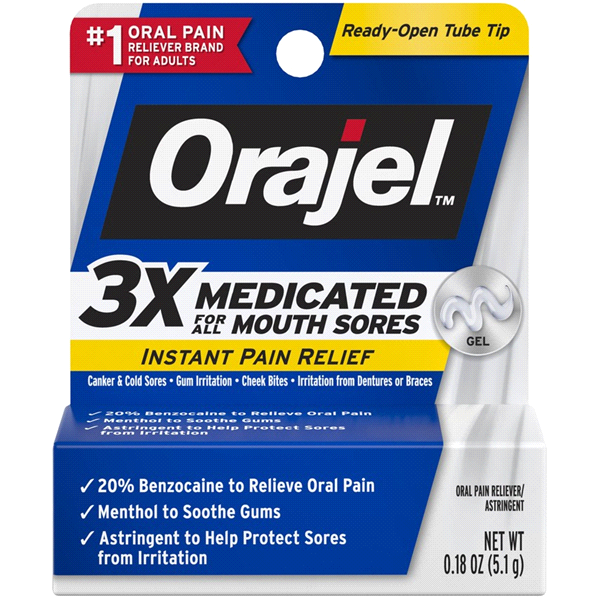 #1 ORAL PAIN
RELIEVER BRAND
FOR ADULTS
Ready-Open Tube Tip
Orajel™
3X MEDICATED
FOR ALL MOUTH SORES
GEL
INSTANT PAIN RELIEF
Canker & Cold Sores • Gum Irritation • Cheek Bites • Irritation from Dentures or Braces
✓ 20% Benzocaine to Relieve Oral Pain
✓ Menthol to Soothe Gums
✓ Astringent to Help Protect Sores
from Irritation
✓ 20% Benzocaine to Relieve Oral Pain
✓ Menthol to Soothe Gums
✓ Astringent to Help Protect Sores
from Irritation
ORAL PAIN RELIEVER/
ASTRINGENT
NET WT
0.18 OZ (5.1 g)